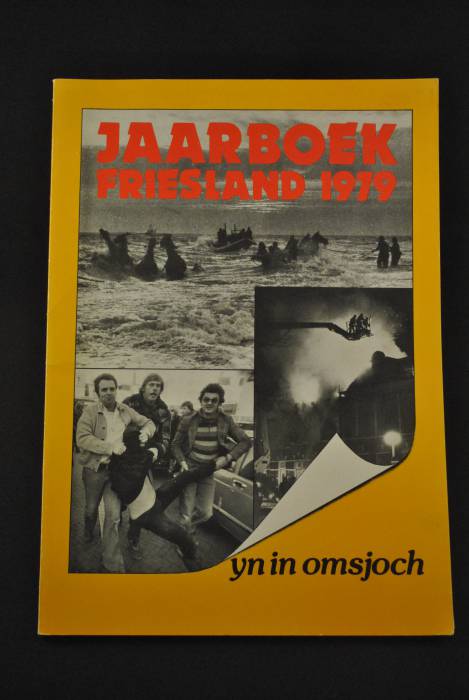 JAARBOEK
FRIESLAND 1979
yn in omsjoch